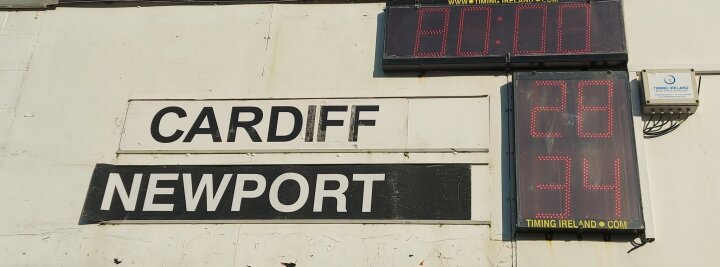 WWW•TIMING IRELAND•COM
80:00
CARDIFF
28
TIMING IRELAND
NEWPORT
34
TIMING IRELAND•COM